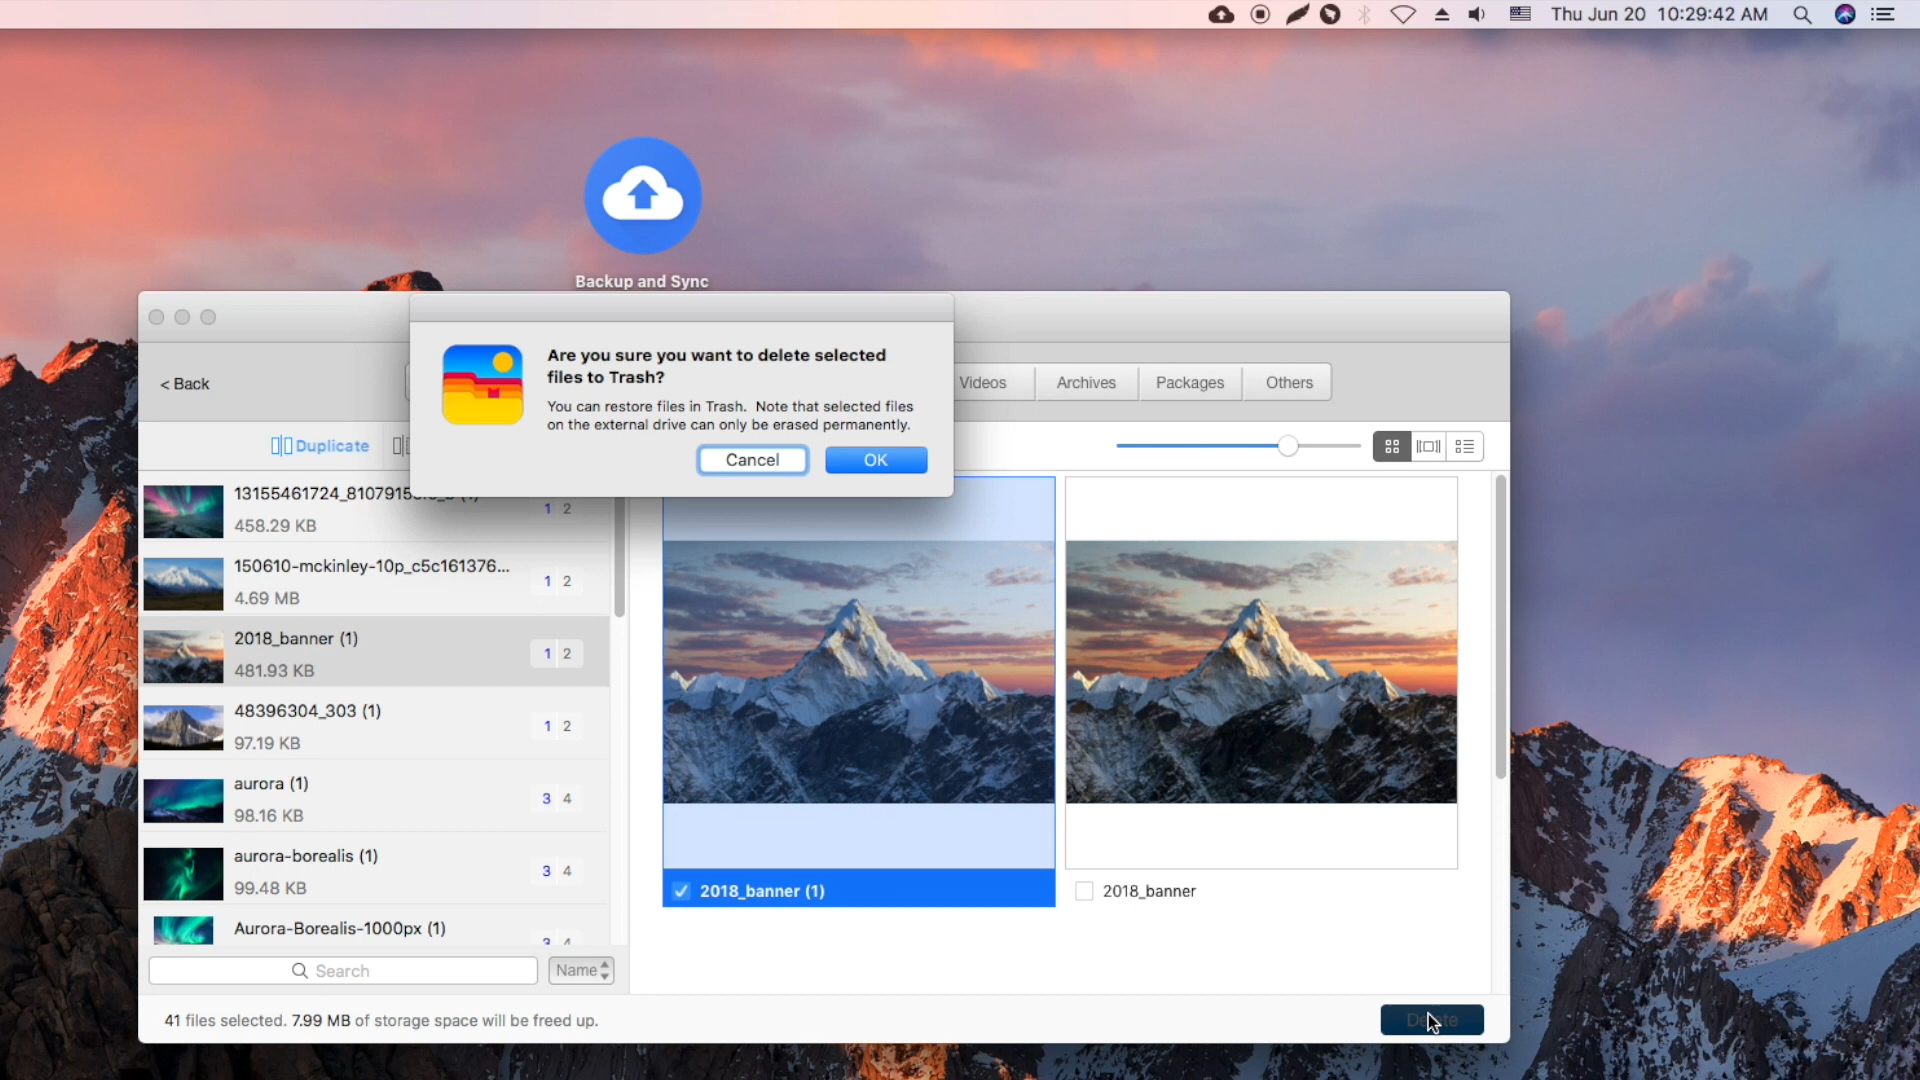 Thu Jun 20 10:29:42 AM
Backup and Sync
Are you sure you want to delete selected
files to Trash?
You can restore files in Trash. Note that selected files
on the external drive can only be erased permanently.
Cancel
OK
< Back
Videos
Archives
Packages
Others
Duplicate
458.29 KB
1 2
150610-mckinley-10p_c5c161376...
4.69 MB
1 2
2018_banner (1)
481.93 KB
1 2
48396304_303 (1)
97.19 KB
1 2
aurora (1)
98.16 KB
3 4
aurora-borealis (1)
99.48 KB
3 4
Aurora-Borealis-1000px (1)
3 4
2018_banner (1)
2018_banner
Search
Name
41 files selected. 7.99 MB of storage space will be freed up.
Delete